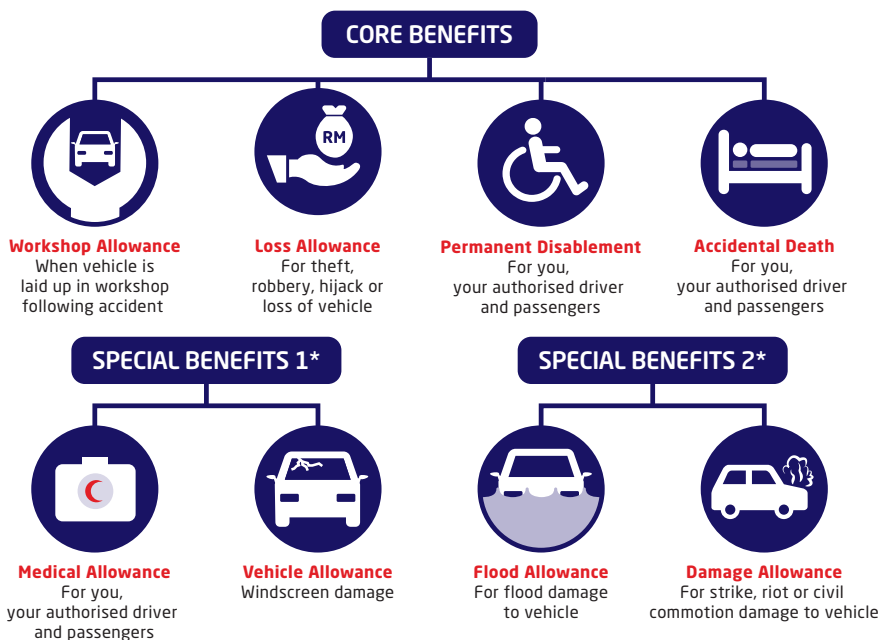 CORE BENEFITS
RM
Workshop Allowance
When vehicle is
laid up in workshop
following accident
Loss Allowance
For theft,
robbery, hijack or
loss of vehicle
Permanent Disablement
For you,
your authorised driver
and passengers
Accidental Death
For you,
your authorised driver
and passengers
SPECIAL BENEFITS 1*
SPECIAL BENEFITS 2*
Medical Allowance
For you,
your authorised driver
and passengers
Vehicle Allowance
Windscreen damage
Flood Allowance
For flood damage
to vehicle
Damage Allowance
For strike, riot or civil
commotion damage to vehicle